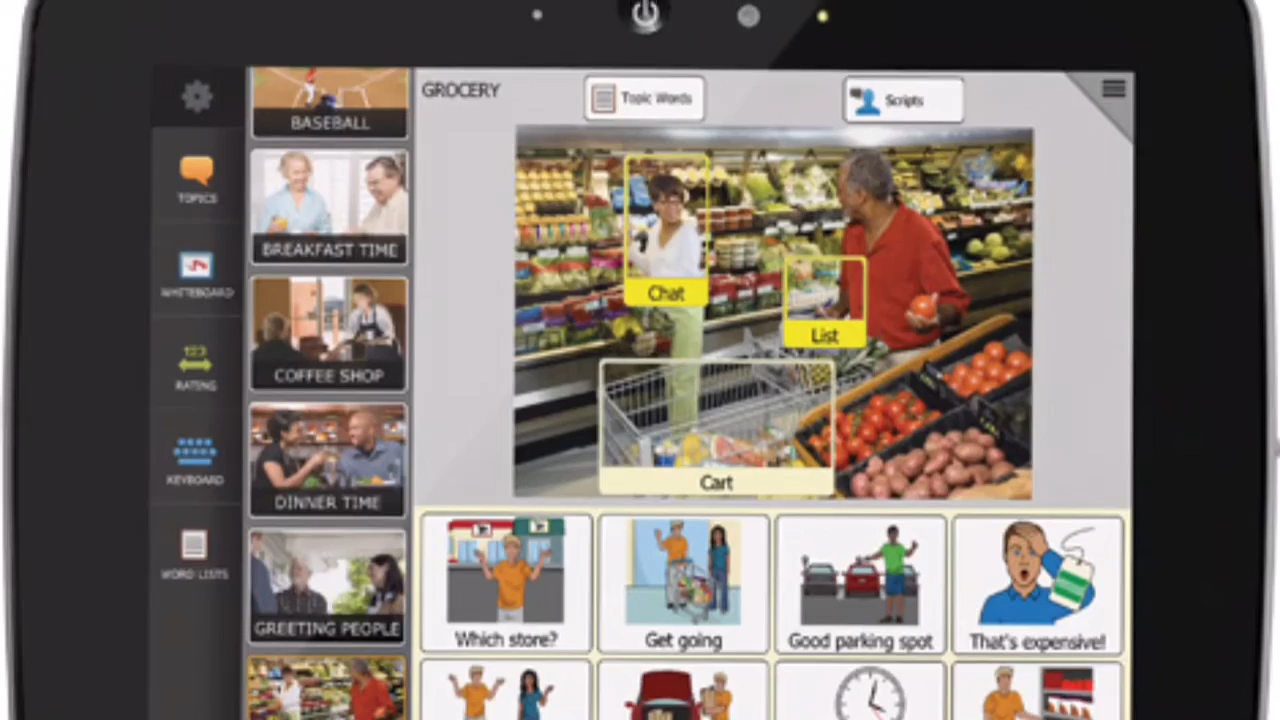 TOPICS
WHITEBOARD
123
RATING
KEYBOARD
WORD LISTS
BASEBALL
BREAKFAST TIME
COFFEE SHOP
DINNER TIME
GREETING PEOPLE
GROCERY
Topic Words
Scripts
Chat
List
Cart
Which store?
Get going
Good parking spot
That's expensive!